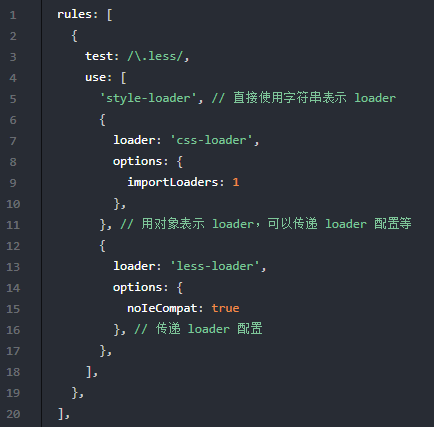 1 rules: [
2 {
3 test: /\.less/,
4 use: [
5 'style-loader', // 直接使用字符串表示 loader
6 {
7 loader: 'css-loader',
8 options: {
9 importLoaders: 1
10 },
11 }, // 用对象表示 loader，可以传递 loader 配置等
12 {
13 loader: 'less-loader',
14 options: {
15 noIeCompat: true
16 }, // 传递 loader 配置
17 },
18 ],
19 },
20 ],